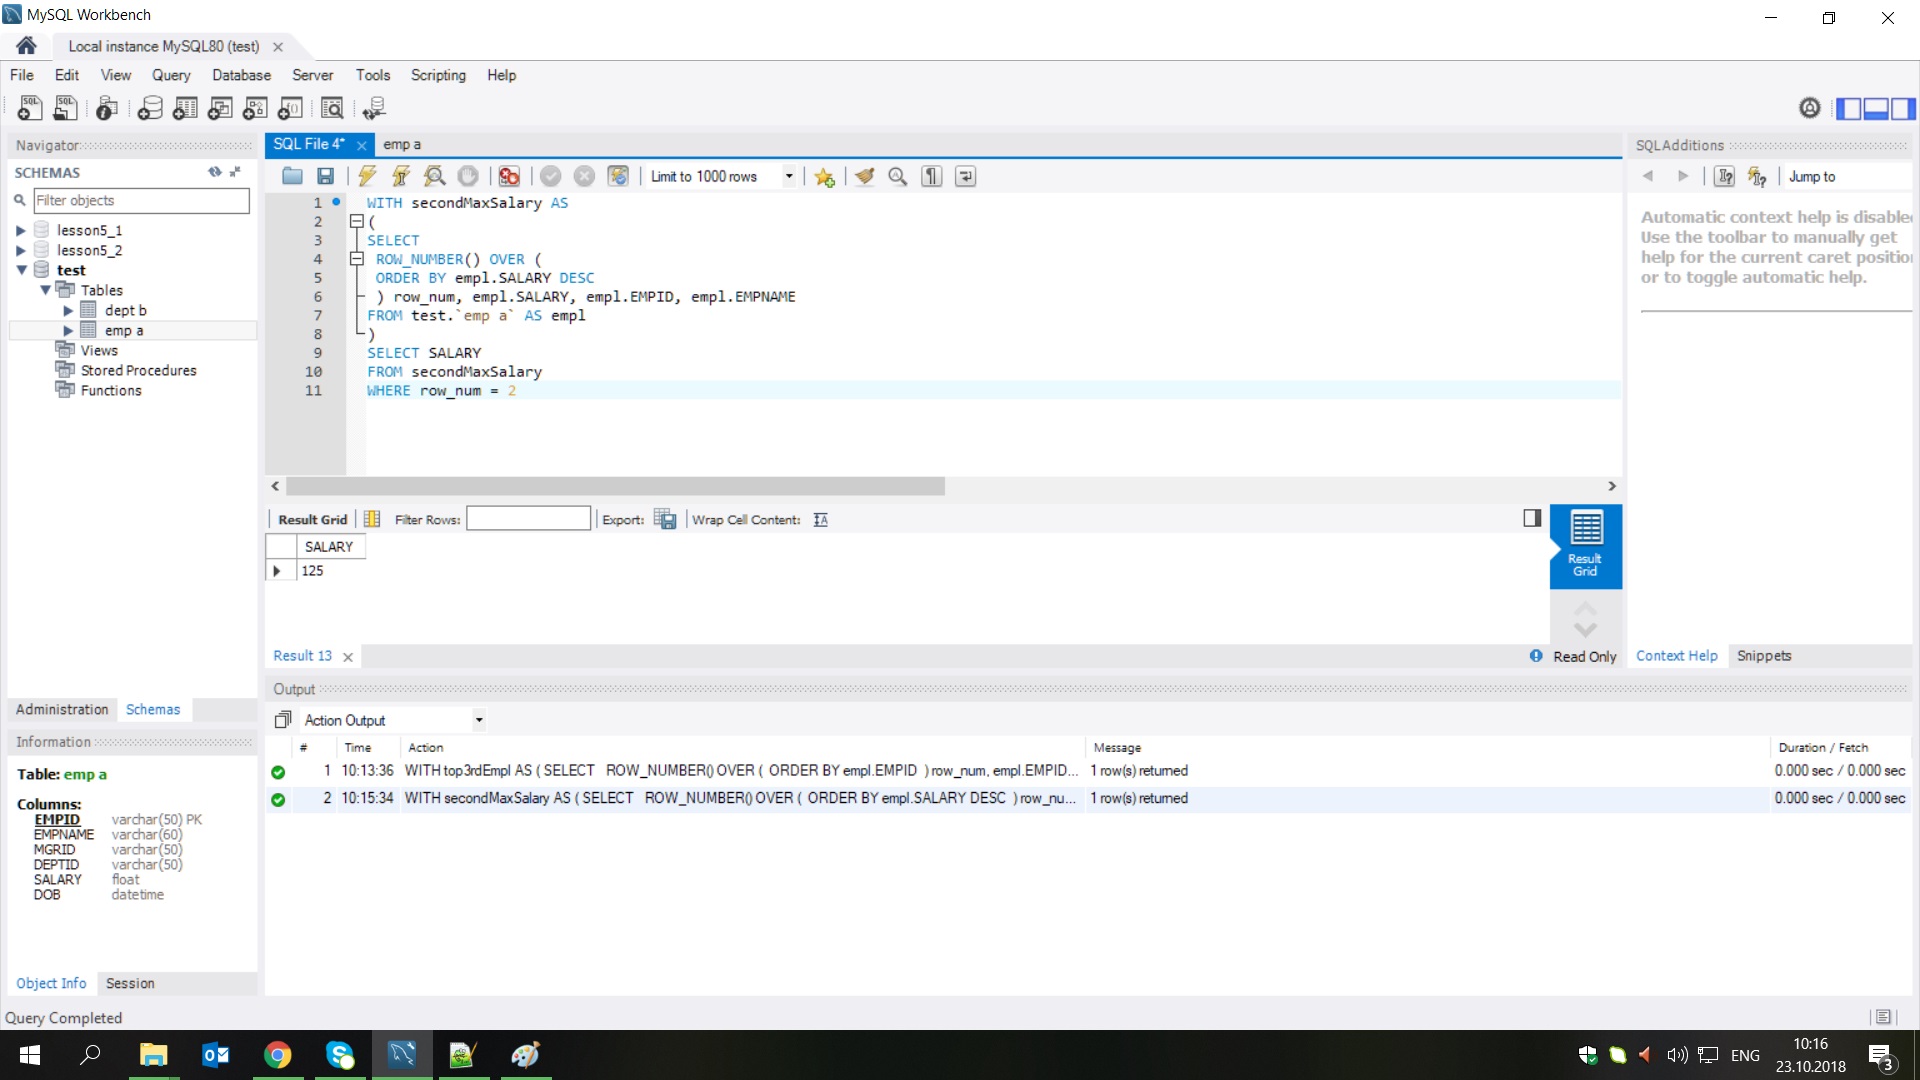 MySQL Workbench
Local instance MySQL80 (test)
File Edit View Query Database Server Tools Scripting Help
Navigator
SCHEMAS
Filter objects
lesson5_1
lesson5_2
test
Tables
dept b
emp a
Views
Stored Procedures
Functions
Administration Schemas
Information
Table: emp a
Columns:
EMPID varchar(50) PK
EMPNAME varchar(60)
MGRID varchar(50)
DEPTID varchar(50)
SALARY float
DOB datetime
Object Info Session
SQL File 4* emp a
Limit to 1000 rows
1 WITH secondMaxSalary AS
2 (
3 SELECT
4 ROW_NUMBER() OVER (
5 ORDER BY empl.SALARY DESC
6 ) row_num, empl.SALARY, empl.EMPID, empl.EMPNAME
7 FROM test.`emp a` AS empl
8 )
9 SELECT SALARY
10 FROM secondMaxSalary
11 WHERE row_num = 2
Result Grid Filter Rows: Export: Wrap Cell Content:
SALARY
125
Result
Grid
Result 13 Read Only
SQLAdditions
Jump to
Automatic context help is disable
Use the toolbar to manually get
help for the current caret positio
or to toggle automatic help.
Context Help Snippets
Output
Action Output
# Time Action Message Duration / Fetch
1 10:13:36 WITH top3rdEmpl AS ( SELECT ROW_NUMBER() OVER ( ORDER BY empl.EMPID ) row_num, empl.EMPID... 1 row(s) returned 0.000 sec / 0.000 sec
2 10:15:34 WITH secondMaxSalary AS ( SELECT ROW_NUMBER() OVER ( ORDER BY empl.SALARY DESC ) row_nu... 1 row(s) returned 0.000 sec / 0.000 sec
Query Completed
ENG
10:16
23.10.2018
3